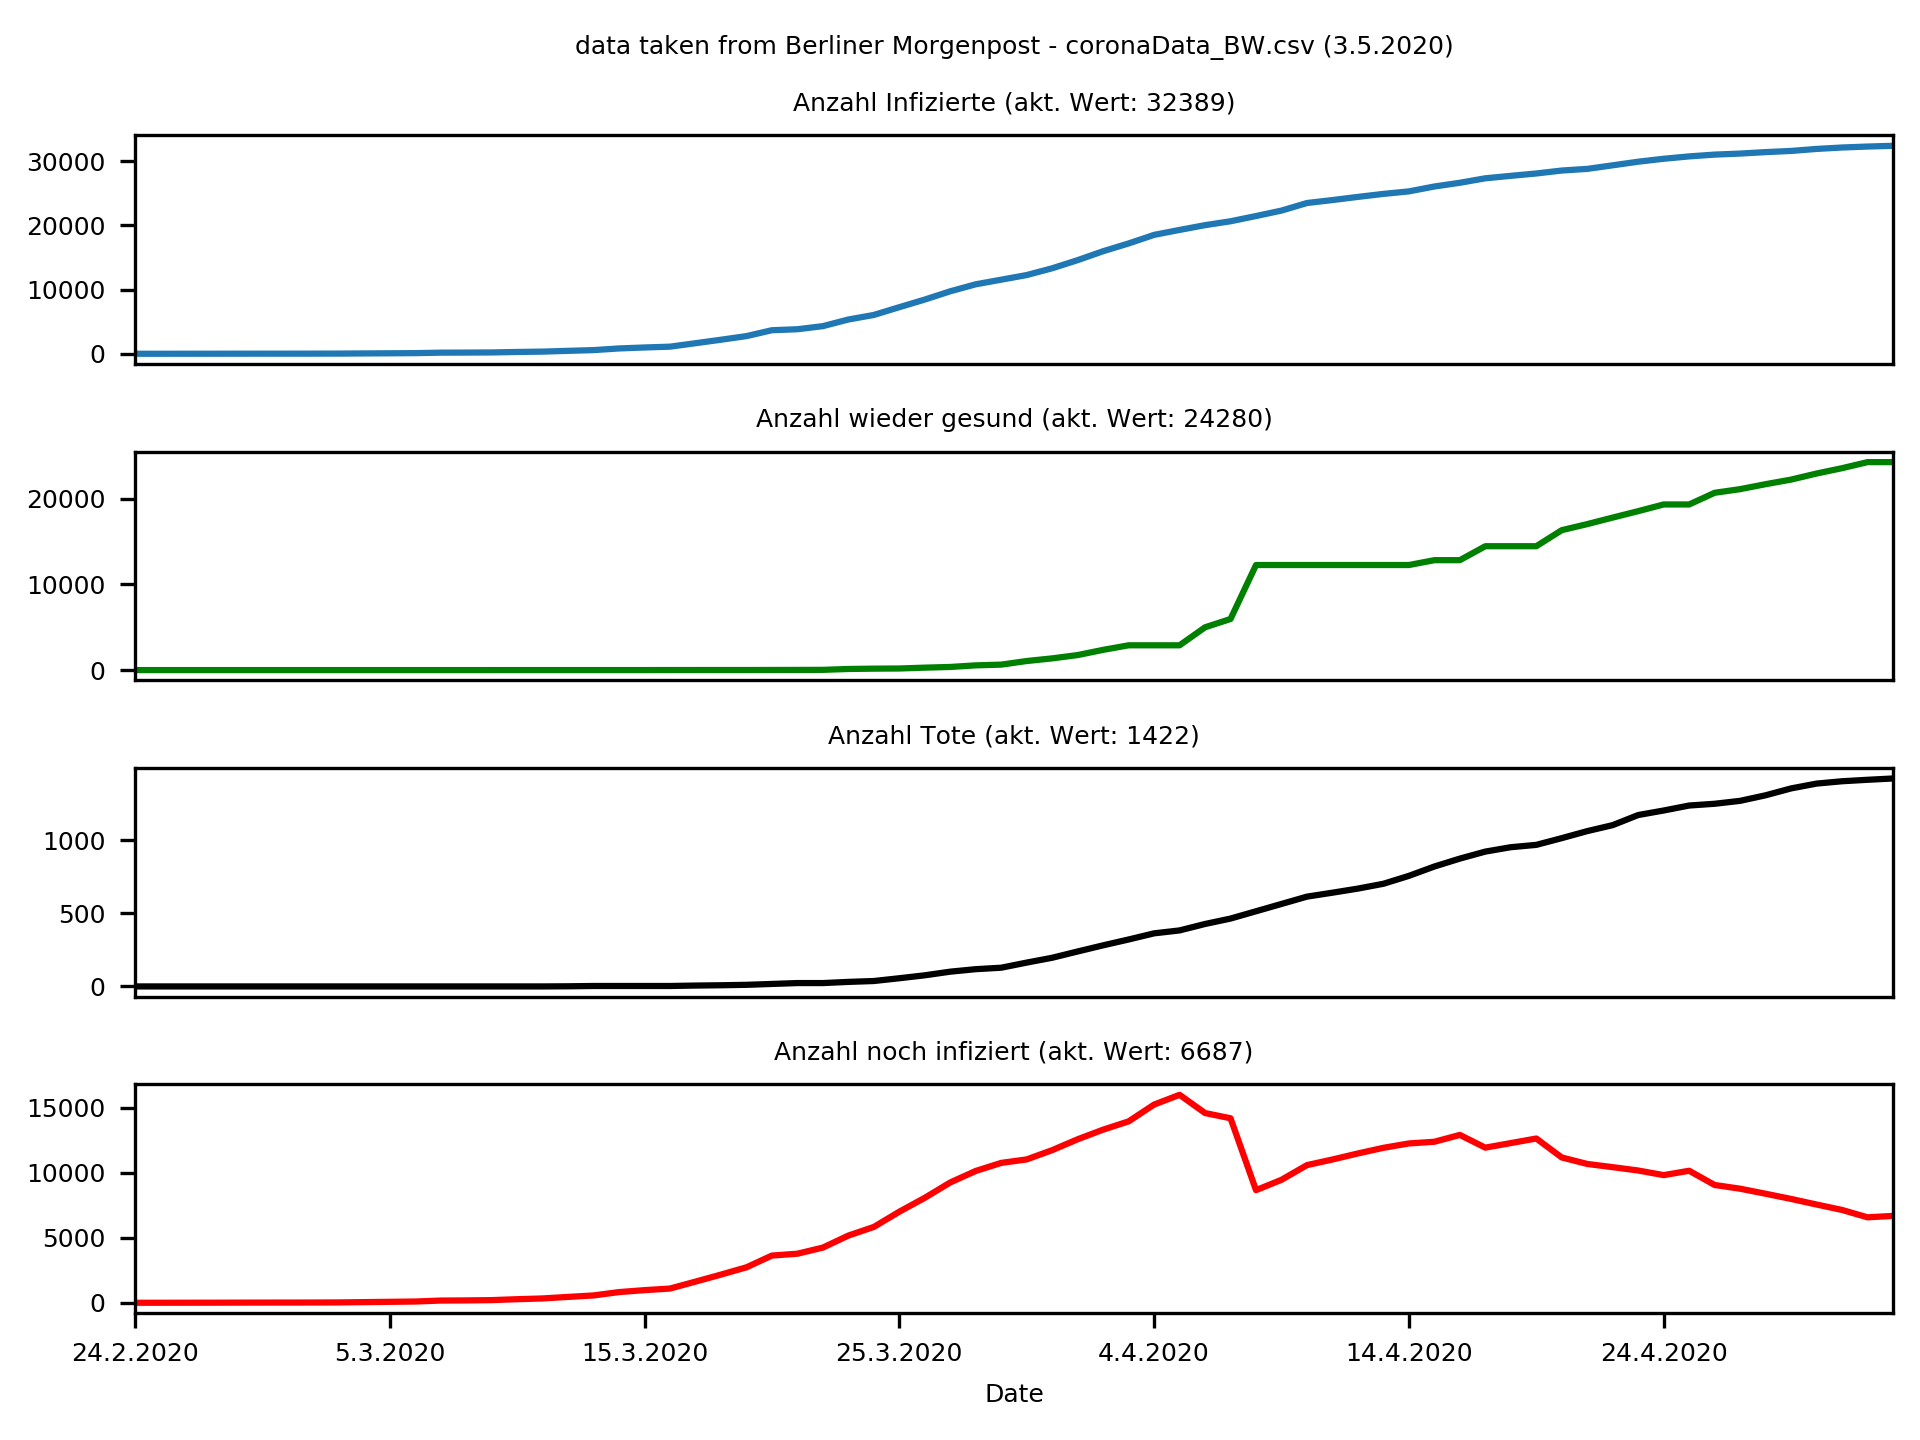 data taken from Berliner Morgenpost - coronaData_BW.csv (3.5.2020)
Anzahl Infizierte (akt. Wert: 32389)
30000
20000
10000
0
Anzahl wieder gesund (akt. Wert: 24280)
20000
10000
0
Anzahl Tote (akt. Wert: 1422)
1000
500
0
Anzahl noch infiziert (akt. Wert: 6687)
15000
10000
5000
0
24.2.2020 5.3.2020 15.3.2020 25.3.2020 4.4.2020 14.4.2020 24.4.2020
Date